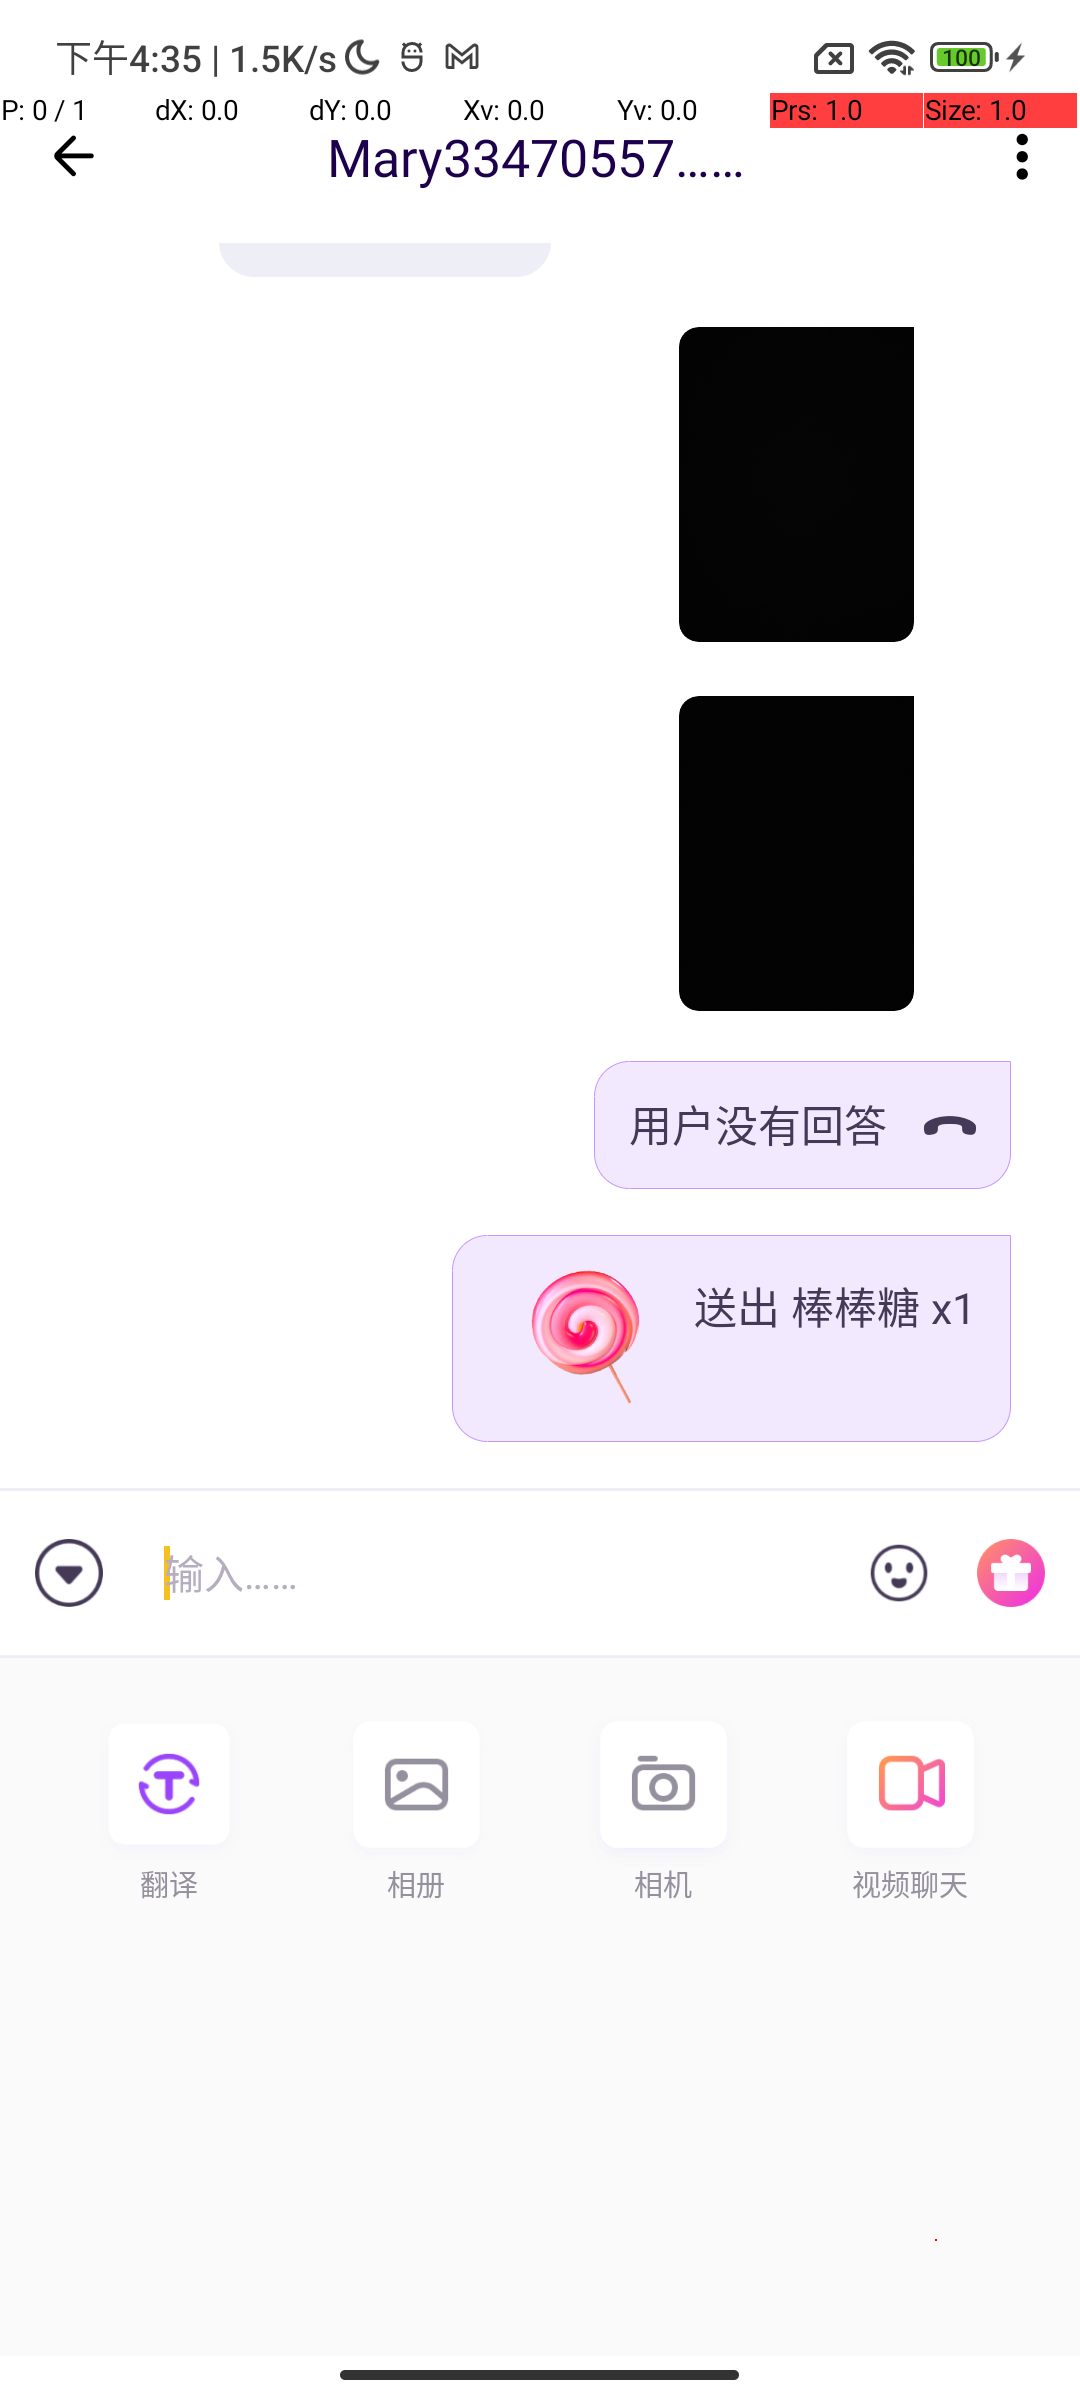 下午4:35 | 1.5K/s
100
P: 0 / 1 dX: 0.0 dY: 0.0 Xv: 0.0 Yv: 0.0 Prs: 1.0 Size: 1.0
Mary33470557......
用户没有回答
送出 棒棒糖 x1
输入......
翻译 相册 相机 视频聊天